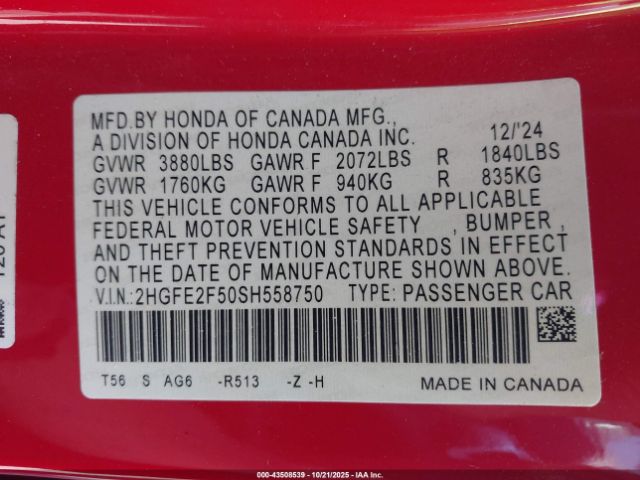 MFD.BY HONDA OF CANADA MFG.,
A DIVISION OF HONDA CANADA INC. 12/'24
GVWR 3880LBS GAWR F 2072LBS R 1840LBS
GVWR 1760KG GAWR F 940KG R 835KG
THIS VEHICLE CONFORMS TO ALL APPLICABLE
FEDERAL MOTOR VEHICLE SAFETY , BUMPER ,
AND THEFT PREVENTION STANDARDS IN EFFECT
ON THE DATE OF MANUFACTURE SHOWN ABOVE.
V.I.N.:2HGFE2F50SH558750 TYPE: PASSENGER CAR
T56 S AG6 -R513 -Z -H MADE IN CANADA
000-43508539 | 10/21/2025 | IAAI.COM